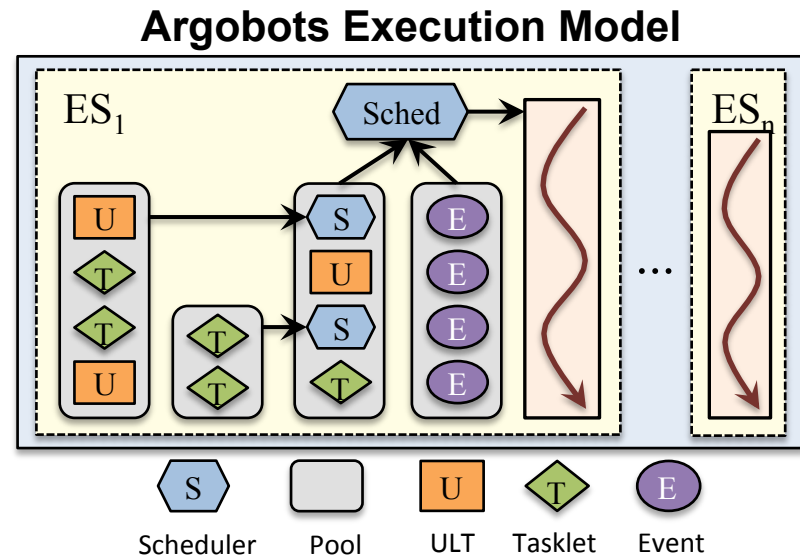 Argobots Execution Model
ES1
Sched
ESn
U
S
E
T
U
E
T
T
S
E
U
T
T
E
...
S
U
T
E
Scheduler
Pool
ULT
Tasklet
Event